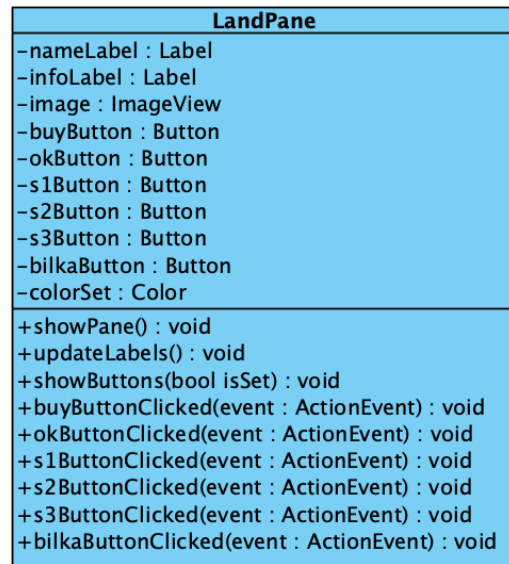 LandPane
-nameLabel : Label
-infoLabel : Label
-image : ImageView
-buyButton : Button
-okButton : Button
-s1Button : Button
-s2Button : Button
-s3Button : Button
-bilkaButton : Button
-colorSet : Color
+showPane() : void
+updateLabels() : void
+showButtons(bool isSet) : void
+buyButtonClicked(event : ActionEvent) : void
+okButtonClicked(event : ActionEvent) : void
+s1ButtonClicked(event : ActionEvent) : void
+s2ButtonClicked(event : ActionEvent) : void
+s3ButtonClicked(event : ActionEvent) : void
+bilkaButtonClicked(event : ActionEvent) : void